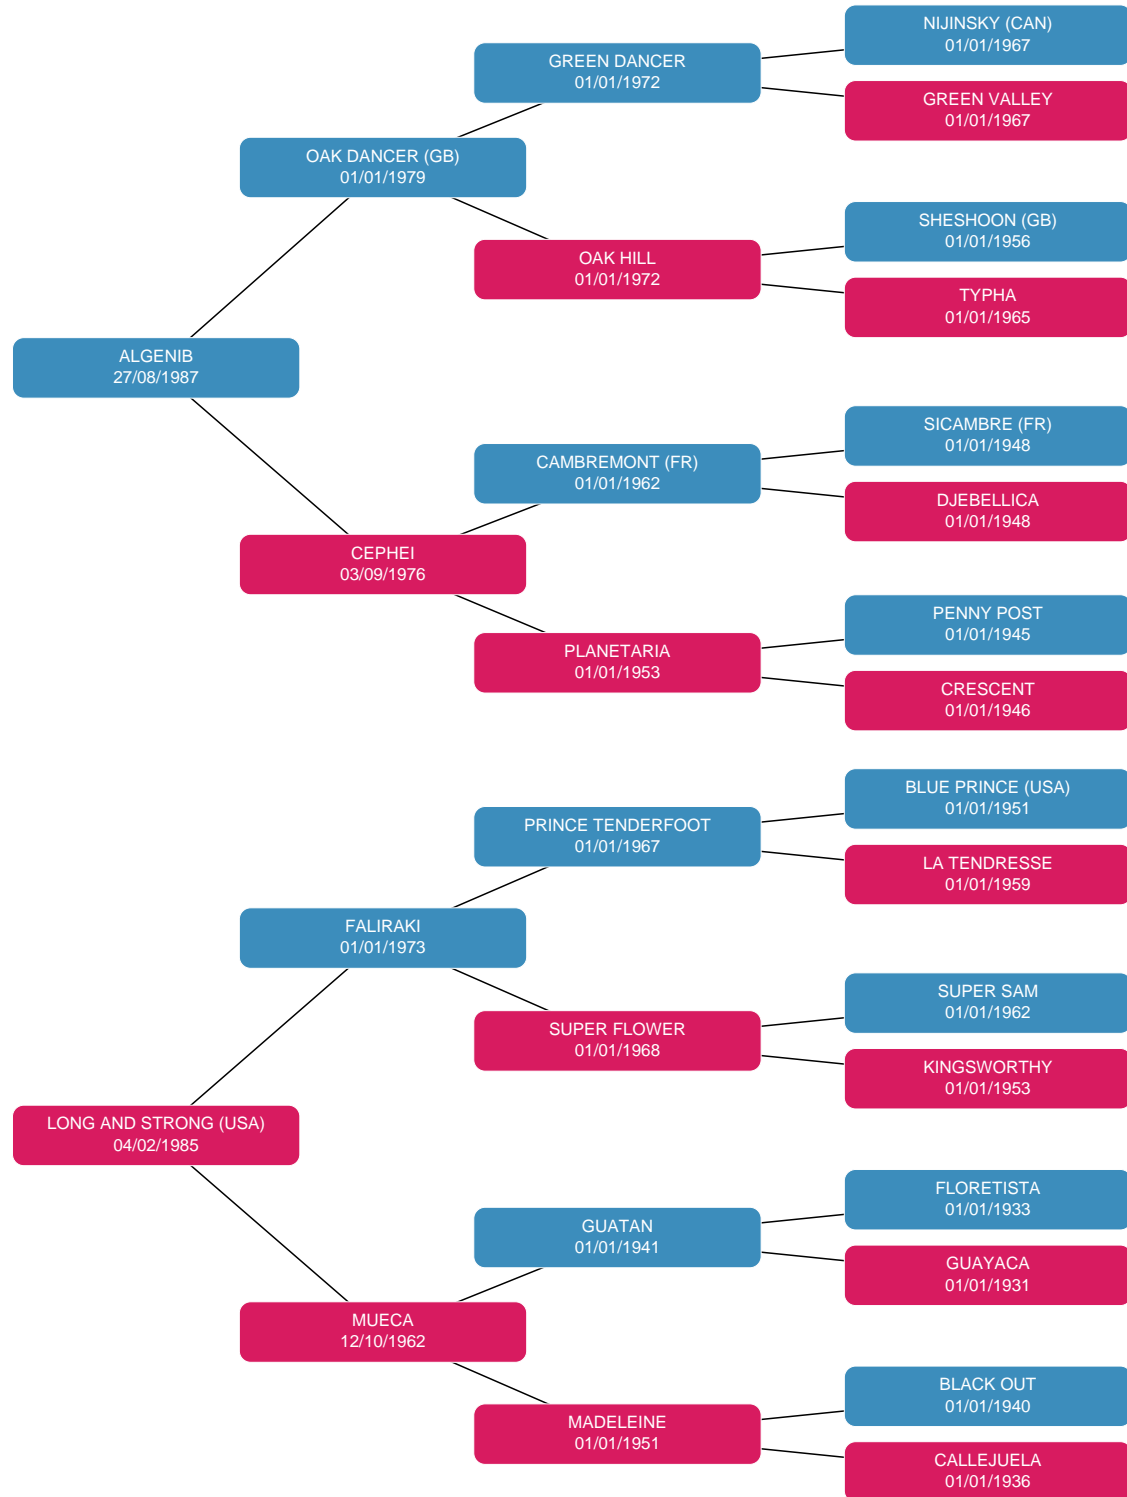 NIJINSKY (CAN)
01/01/1967
GREEN DANCER
01/01/1972
GREEN VALLEY
01/01/1967
OAK DANCER (GB)
01/01/1979
SHESHOON (GB)
01/01/1956
OAK HILL
01/01/1972
TYPHA
01/01/1965
ALGENIB
27/08/1987
SICAMBRE (FR)
01/01/1948
CAMBREMONT (FR)
01/01/1962
DJEBELLICA
01/01/1948
CEPHEI
03/09/1976
PENNY POST
01/01/1945
PLANETARIA
01/01/1953
CRESCENT
01/01/1946
BLUE PRINCE (USA)
01/01/1951
PRINCE TENDERFOOT
01/01/1967
LA TENDRESSE
01/01/1959
FALIRAKI
01/01/1973
SUPER SAM
01/01/1962
SUPER FLOWER
01/01/1968
KINGSWORTHY
01/01/1953
LONG AND STRONG (USA)
04/02/1985
FLORETISTA
01/01/1933
GUATAN
01/01/1941
GUAYACA
01/01/1931
MUECA
12/10/1962
BLACK OUT
01/01/1940
MADELEINE
01/01/1951
CALLEJUELA
01/01/1936